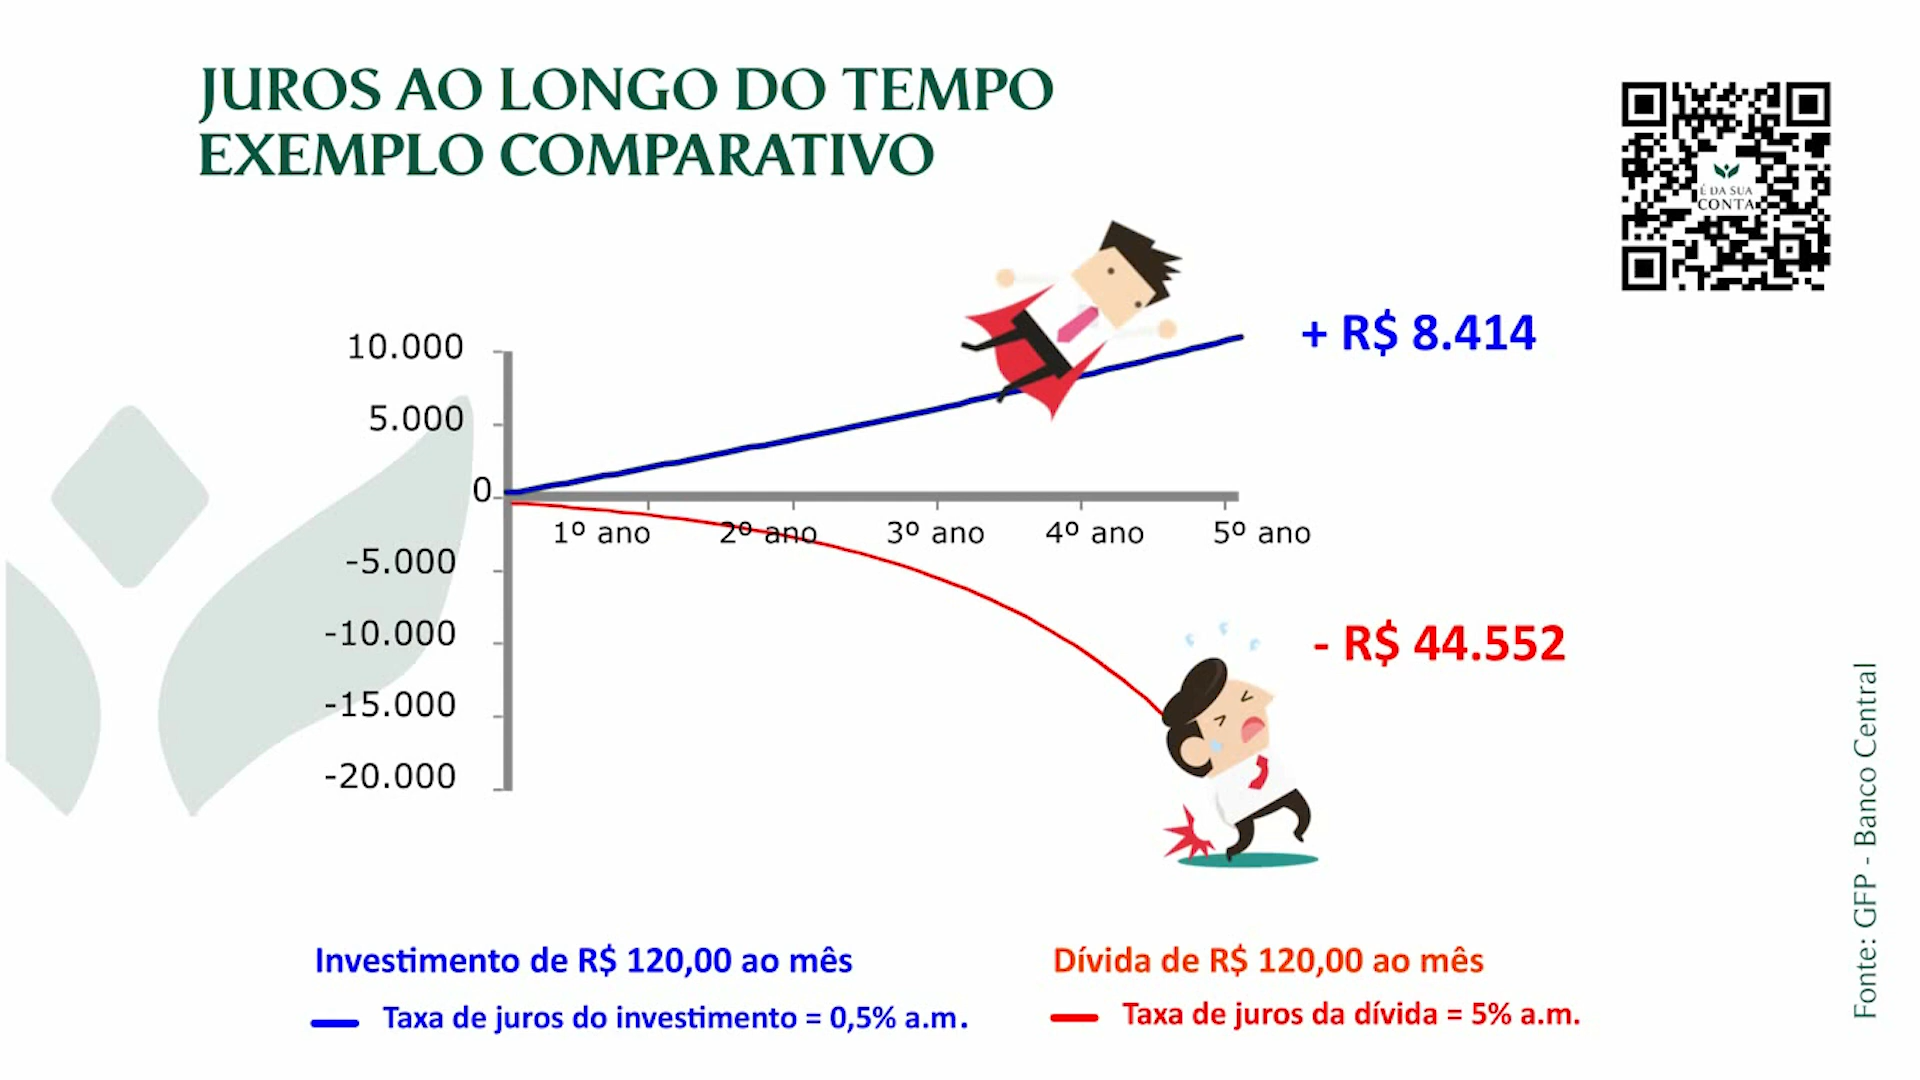 JUROS AO LONGO DO TEMPO
EXEMPLO COMPARATIVO
É DA SUA
CONTA
+ R$ 8.414
10.000
5.000
0
1º ano 2º ano 3º ano 4º ano 5º ano
-5.000
-10.000
-15.000
-20.000
- R$ 44.552
Investimento de R$ 120,00 ao mês
Taxa de juros do investimento = 0,5% a.m.
Dívida de R$ 120,00 ao mês
Taxa de juros da dívida = 5% a.m.
Fonte: GFP - Banco Central